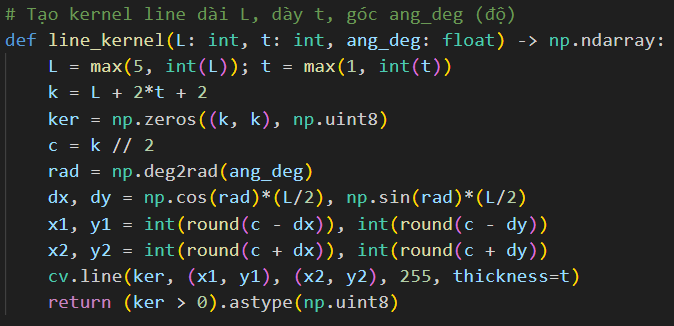 # Tạo kernel line dài L, dày t, góc ang_deg (độ)
def line_kernel(L: int, t: int, ang_deg: float) -> np.ndarray:
    L = max(5, int(L)); t = max(1, int(t))
    k = L + 2*t + 2
    ker = np.zeros((k, k), np.uint8)
    c = k // 2
    rad = np.deg2rad(ang_deg)
    dx, dy = np.cos(rad)*(L/2), np.sin(rad)*(L/2)
    x1, y1 = int(round(c - dx)), int(round(c - dy))
    x2, y2 = int(round(c + dx)), int(round(c + dy))
    cv.line(ker, (x1, y1), (x2, y2), 255, thickness=t)
    return (ker > 0).astype(np.uint8)